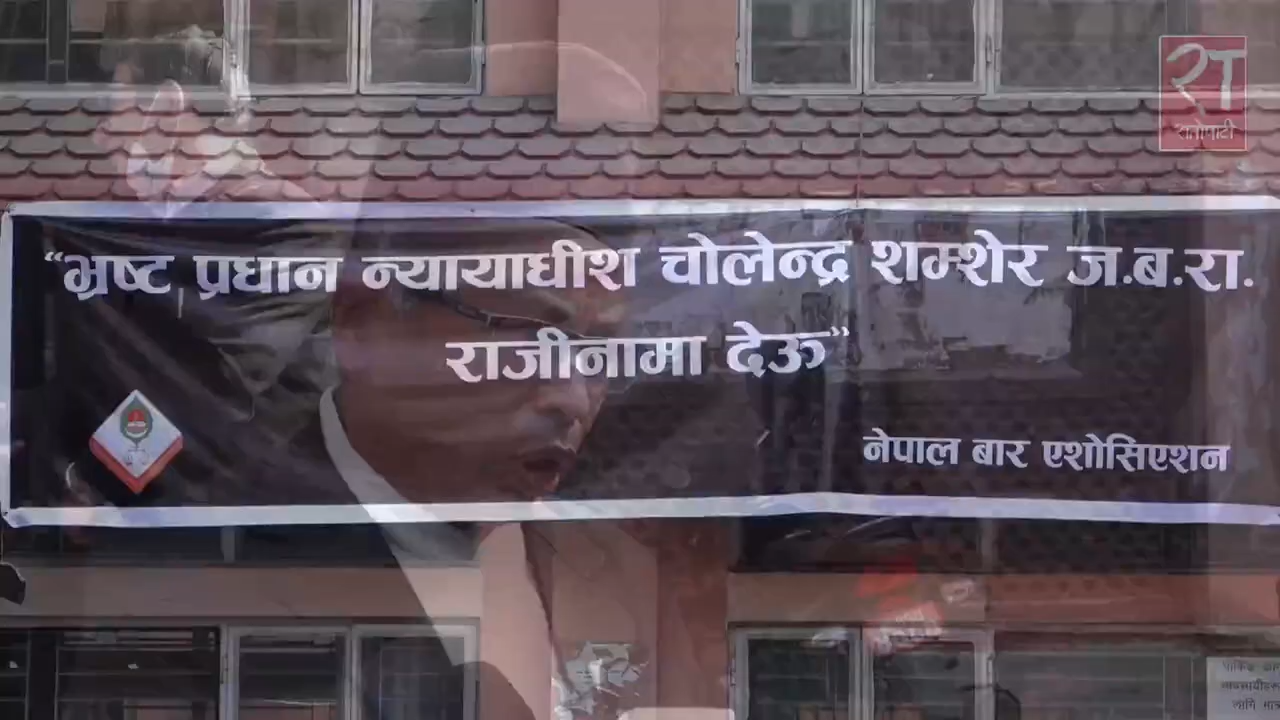 रातोपाटी
“भ्रष्ट प्रधान न्यायाधीश चोलेन्द्र शम्शेर ज.ब.रा.
राजीनामा देऊ”
नेपाल बार एशोसिएशन
लागि मात्र